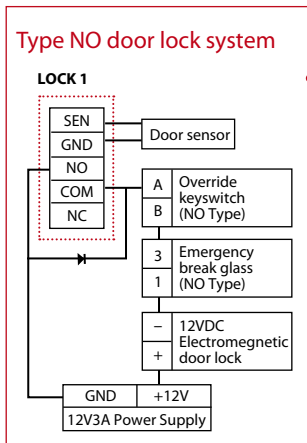 Type NO door lock system
LOCK 1
SEN
GND
NO
COM
NC
Door sensor
A
B
Override
keyswitch
(NO Type)
3
1
Emergency
break glass
(NO Type)
–
+
12VDC
Electromegnetic
door lock
GND
+12V
12V3A Power Supply